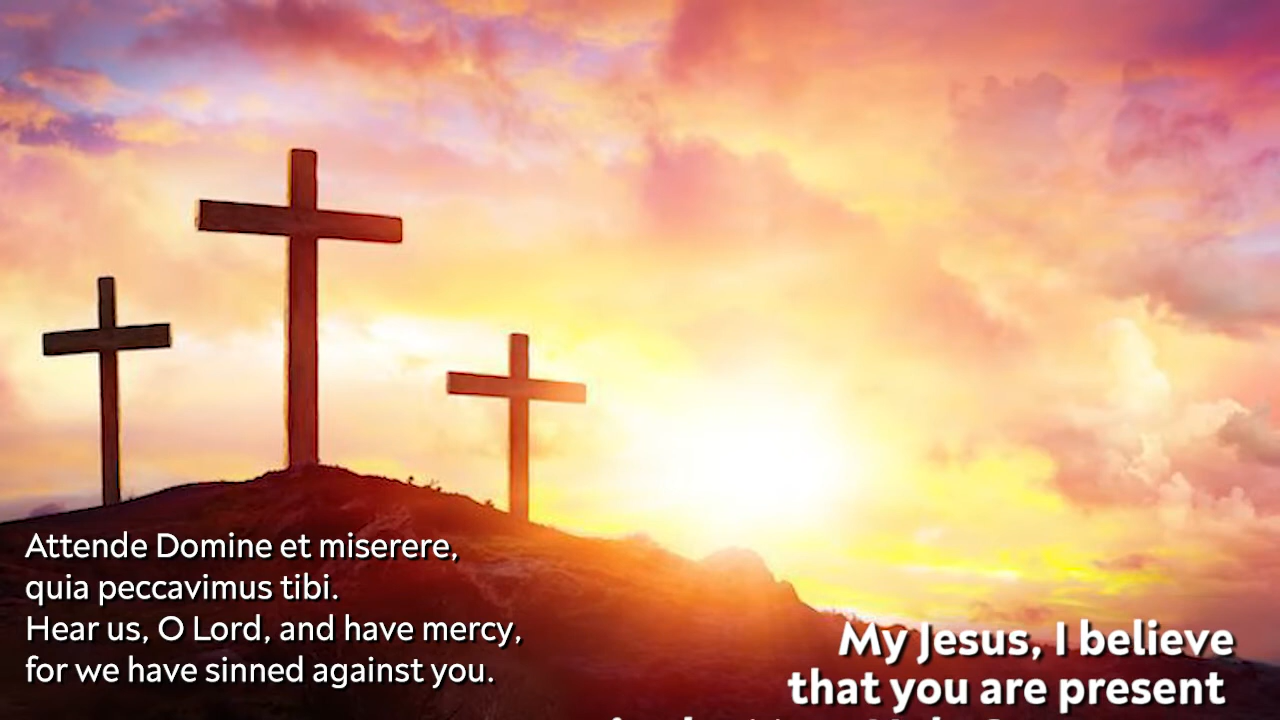 Attende Domine et miserere,
quia peccavimus tibi.
Hear us, O Lord, and have mercy,
for we have sinned against you.
My Jesus, I believe
that you are present